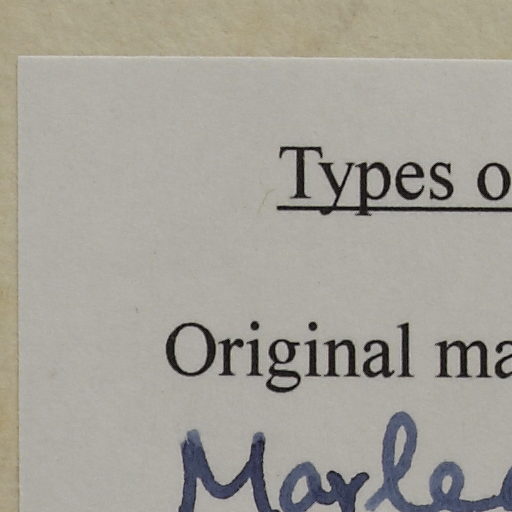 Types o
Original ma
Marle